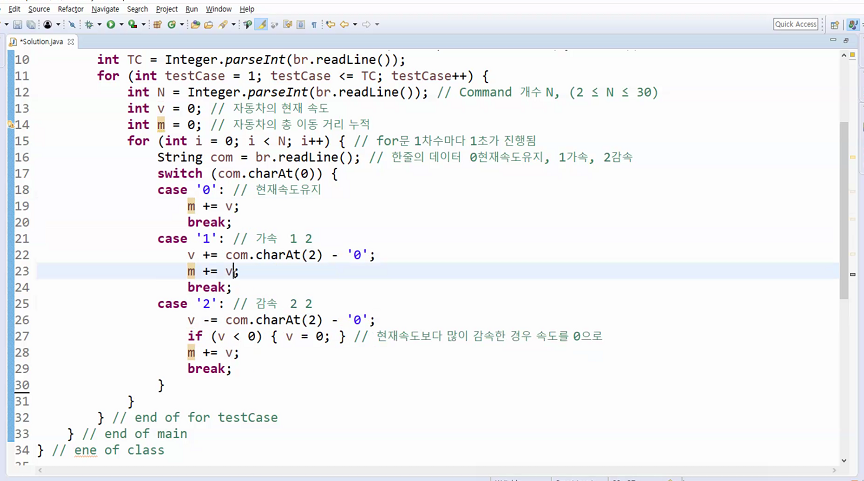 Edit Source Refactor Navigate Search Project Run Window Help
Quick Access
*Solution.java
10 int TC = Integer.parseInt(br.readLine());
11 for (int testCase = 1; testCase <= TC; testCase++) {
12 int N = Integer.parseInt(br.readLine()); // Command 개수 N, (2 ≤ N ≤ 30)
13 int v = 0; // 자동차의 현재 속도
14 int m = 0; // 자동차의 총 이동 거리 누적
15 for (int i = 0; i < N; i++) { // for문 1차수마다 1초가 진행됨
16 String com = br.readLine(); // 한줄의 데이터 0현재속도유지, 1가속, 2감속
17 switch (com.charAt(0)) {
18 case '0': // 현재속도유지
19 m += v;
20 break;
21 case '1': // 가속 1 2
22 v += com.charAt(2) - '0';
23 m += v;
24 break;
25 case '2': // 감속 2 2
26 v -= com.charAt(2) - '0';
27 if (v < 0) { v = 0; } // 현재속도보다 많이 감속한 경우 속도를 0으로
28 m += v;
29 break;
30 }
31 }
32 } // end of for testCase
33 } // end of main
34 } // ene of class